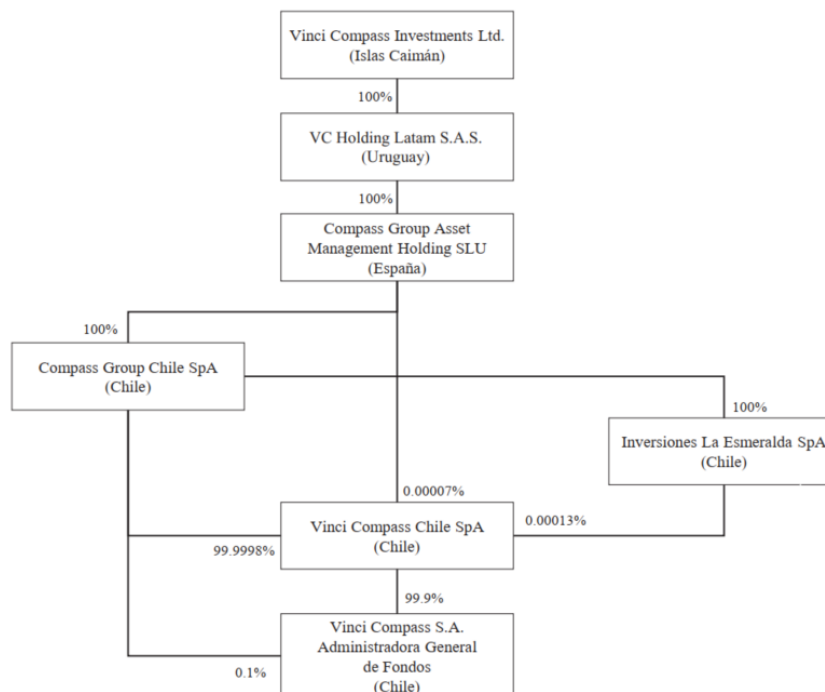 Vinci Compass Investments Ltd.
(Islas Caimán)
100%
VC Holding Latam S.A.S.
(Uruguay)
100%
Compass Group Asset
Management Holding SLU
(España)
100%
Compass Group Chile SpA
(Chile)
100%
Inversiones La Esmeralda SpA
(Chile)
0.00007%
Vinci Compass Chile SpA
(Chile)
0.00013%
99.9998%
99.9%
Vinci Compass S.A.
Administradora General
de Fondos
(Chile)
0.1%